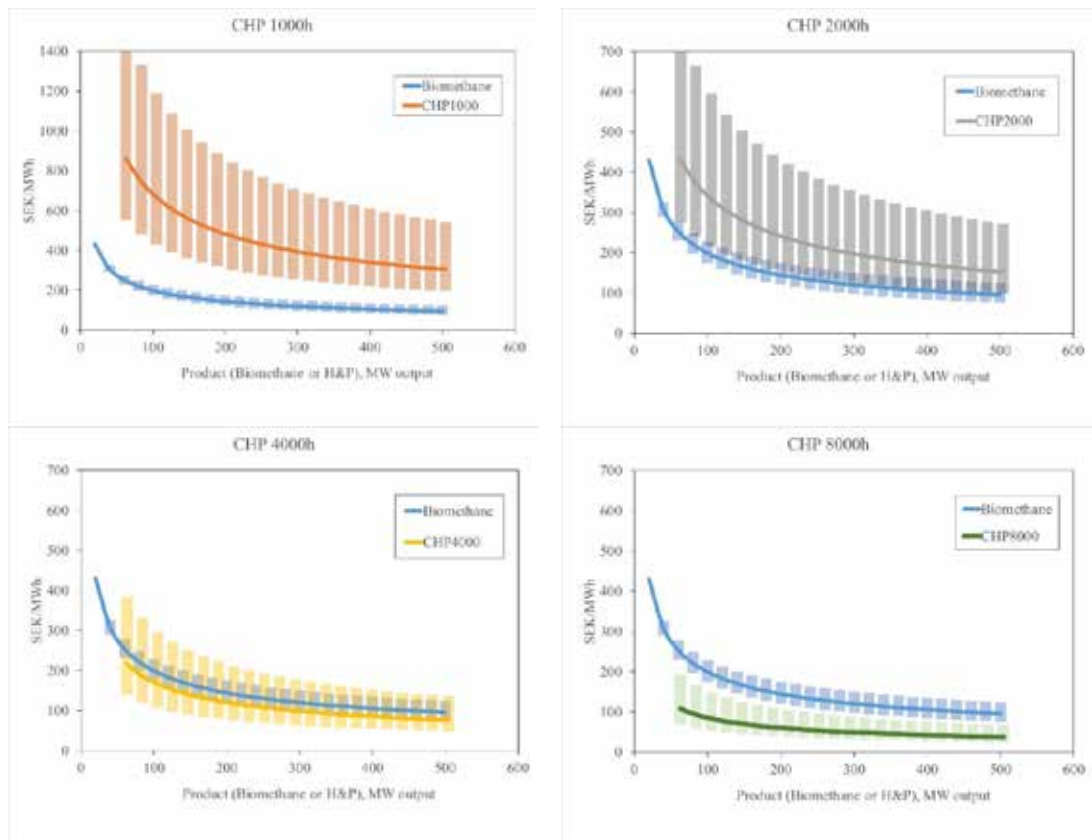 CHP 1000h
1400
1200
1000
800
600
400
200
0
SEK/MWh
Biomethane
CHP1000
0 100 200 300 400 500 600
Product (Biomethane or H&P), MW output
CHP 2000h
700
600
500
400
300
200
100
0
SEK/MWh
Biomethane
CHP2000
0 100 200 300 400 500 600
Product (Biomethane or H&P), MW output
CHP 4000h
700
600
500
400
300
200
100
0
SEK/MWh
Biomethane
CHP4000
0 100 200 300 400 500 600
Product (Biomethane or H&P), MW output
CHP 8000h
700
600
500
400
300
200
100
0
SEK/MWh
Biomethane
CHP8000
0 100 200 300 400 500 600
Product (Biomethane or H&P), MW output